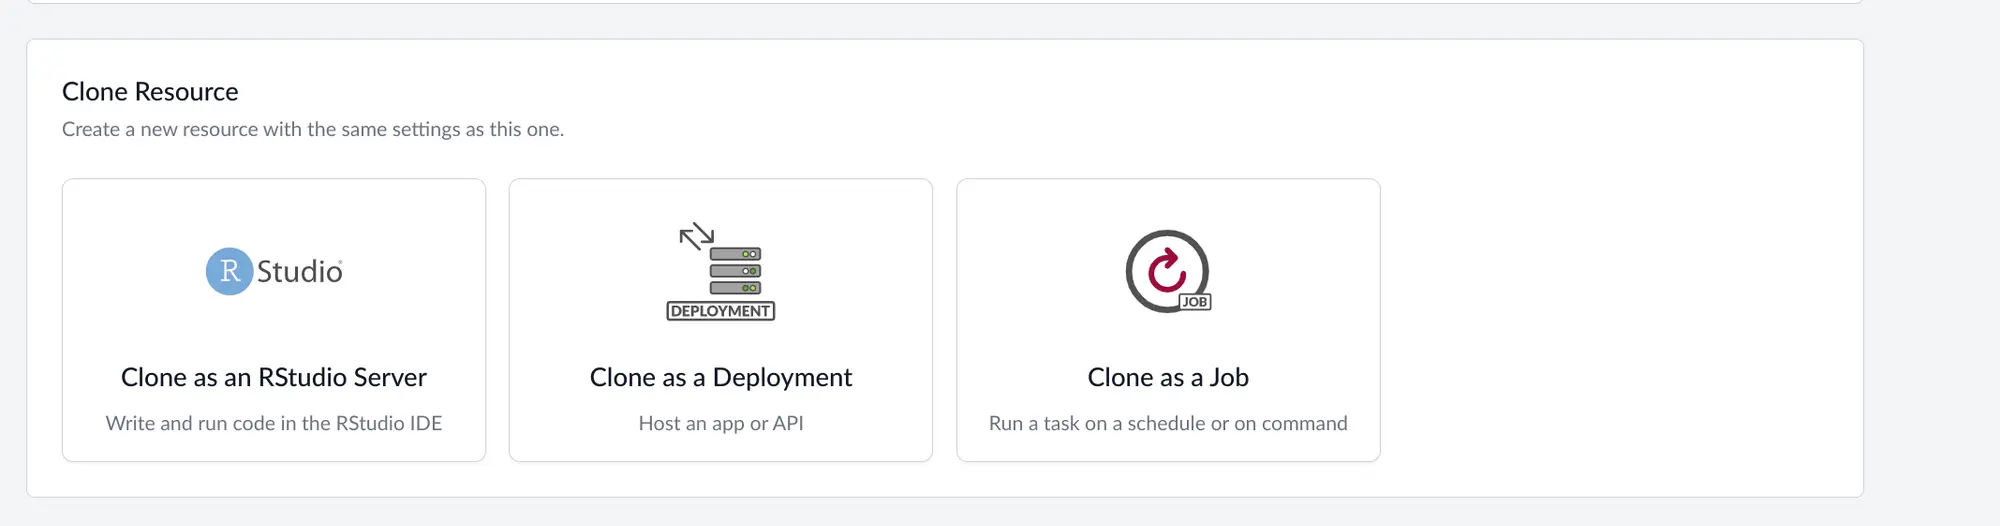 Clone Resource
Create a new resource with the same settings as this one.
R Studio
DEPLOYMENT
JOB
Clone as an RStudio Server
Clone as a Deployment
Clone as a Job
Write and run code in the RStudio IDE
Host an app or API
Run a task on a schedule or on command